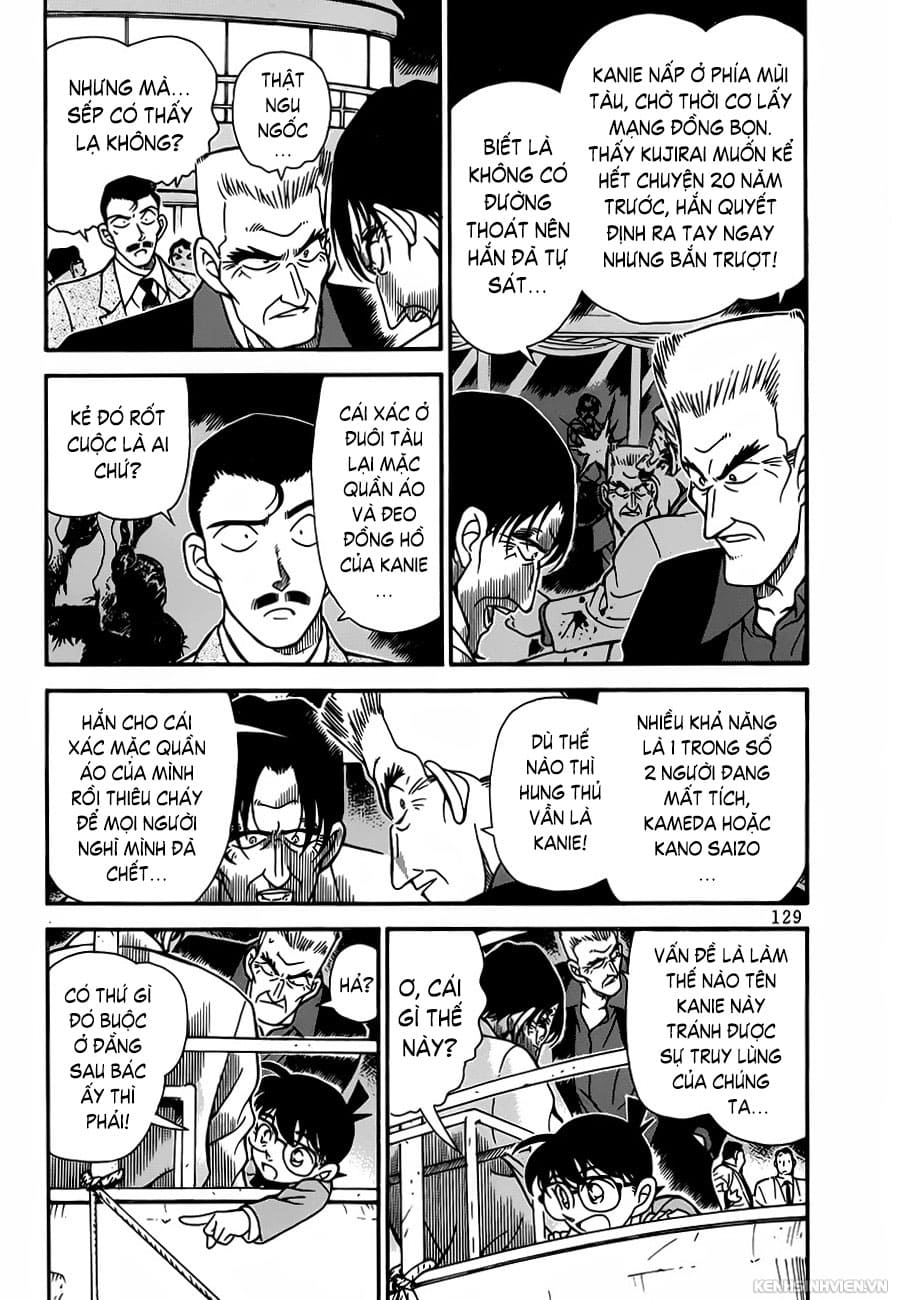 KANIE NẤP Ở PHÍA MŨI
TÀU, CHỜ THỜI CƠ LẤY
MẠNG ĐỒNG BỌN.
THẤY KUJIRAI MUỐN KỂ
HẾT CHUYỆN 20 NĂM
TRƯỚC, HẮN QUYẾT
ĐỊNH RA TAY NGAY
NHƯNG BẮN TRƯỢT!
BIẾT LÀ
KHÔNG CÓ
ĐƯỜNG
THOÁT NÊN
HẮN ĐÃ TỰ
SÁT...
THẬT
NGU
NGỐC
...
NHƯNG MÀ...
SẾP CÓ THẤY
LẠ KHÔNG?
CÁI XÁC Ở
ĐUÔI TÀU
LẠI MẶC
QUẦN ÁO
VÀ ĐEO
ĐỒNG HỒ
CỦA KANIE
...
KẺ ĐÓ RỐT
CUỘC LÀ AI
CHỨ?
NHIỀU KHẢ NĂNG
LÀ 1 TRONG SỐ
2 NGƯỜI ĐANG
MẤT TÍCH,
KAMEDA HOẶC
KANO SAIZO
...
DÙ THẾ
NÀO THÌ
HUNG THỦ
VẪN LÀ
KANIE!
HẮN CHO CÁI
XÁC MẶC QUẦN
ÁO CỦA MÌNH
RỒI THIÊU CHÁY
ĐỂ MỌI NGƯỜI
NGHĨ MÌNH ĐÃ
CHẾT...
129
VẤN ĐỀ LÀ LÀM
THẾ NÀO TÊN
KANIE NÀY
TRÁNH ĐƯỢC
SỰ TRUY LÙNG
CỦA CHÚNG
TA...
Ơ, CÁI
GÌ THẾ
NÀY?
HẢ?
CÓ THỨ GÌ
ĐÓ BUỘC
Ở ĐẰNG
SAU BÁC
ẤY THÌ
PHẢI!
KENHSINHVIEN.VN